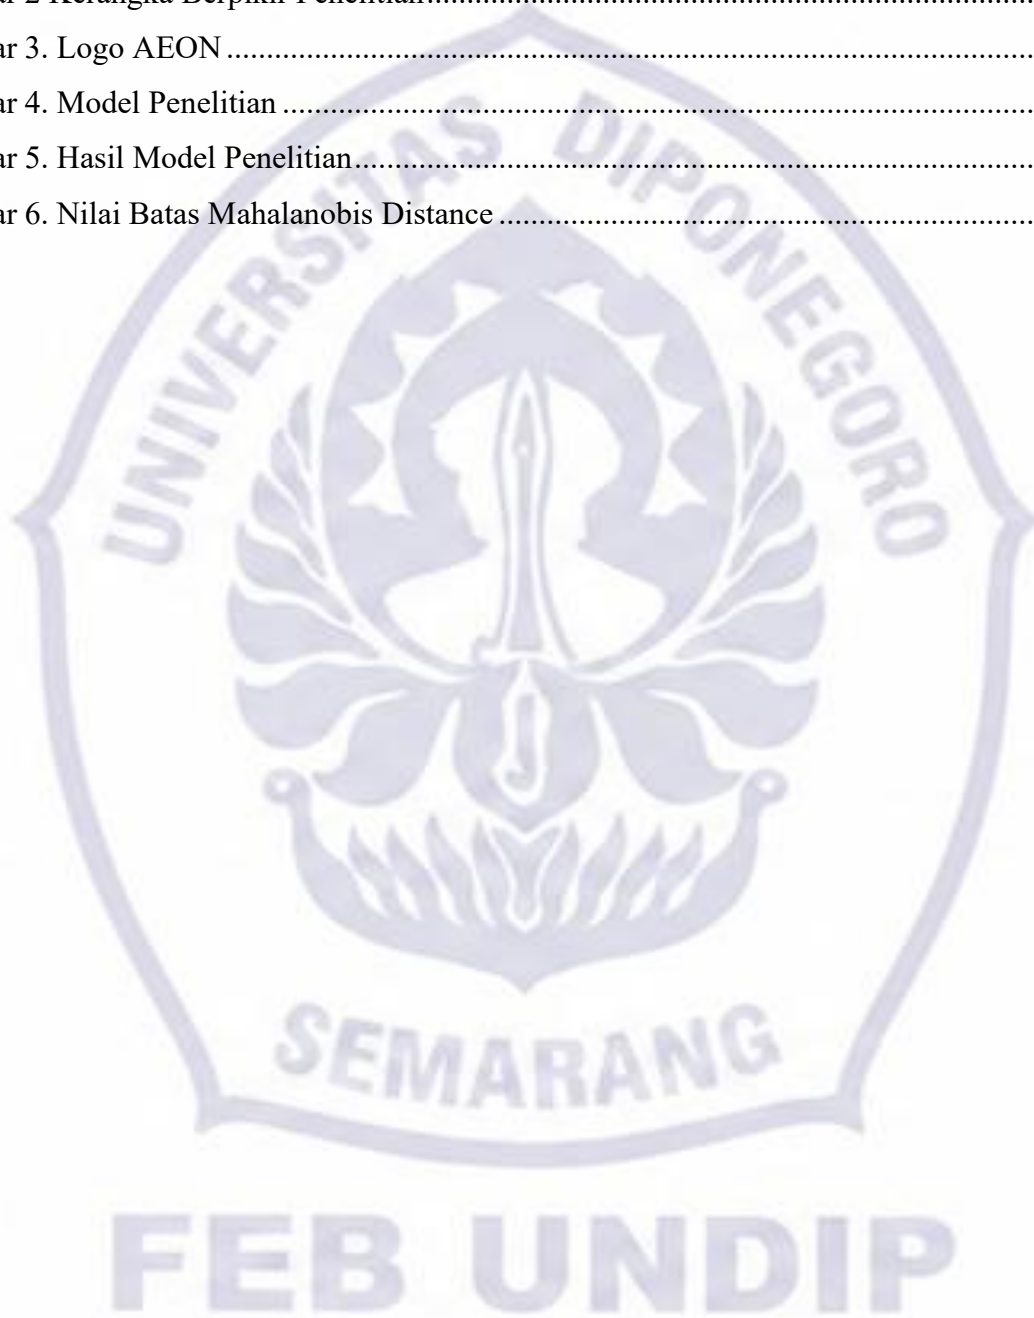 ar 2 Kerangka Berpikir Penelitian........................................................................
ar 3. Logo AEON........................................................................................................
ar 4. Model Penelitian................................................................................................
ar 5. Hasil Model Penelitian......................................................................................
ar 6. Nilai Batas Mahalanobis Distance...................................................................
UNIVERSITAS DIPONEGORO
SEMARANG
FEB UNDIP